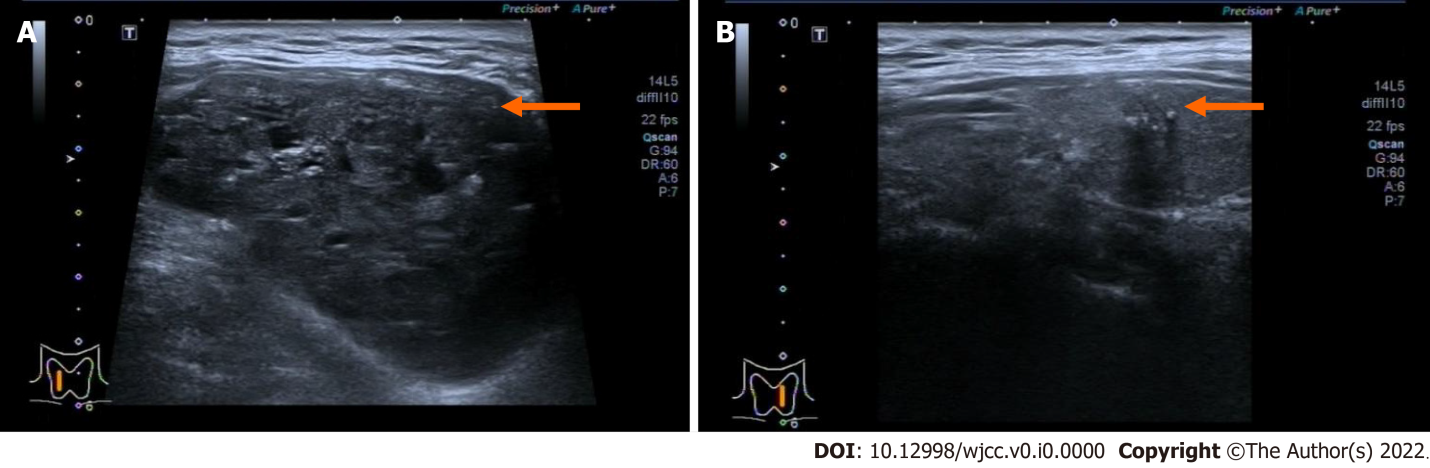 A
Precision+ A Pure+
0
T
14L5
diffII10
22 fps
Qscan
G:94
DR:60
A:6
P:7
6
B
Precision+ A Pure+
0
T
14L5
diffII10
22 fps
Qscan
G:94
DR:60
A:6
P:7
6
DOI: 10.12998/wjcc.v0.i0.0000 Copyright ©The Author(s) 2022.